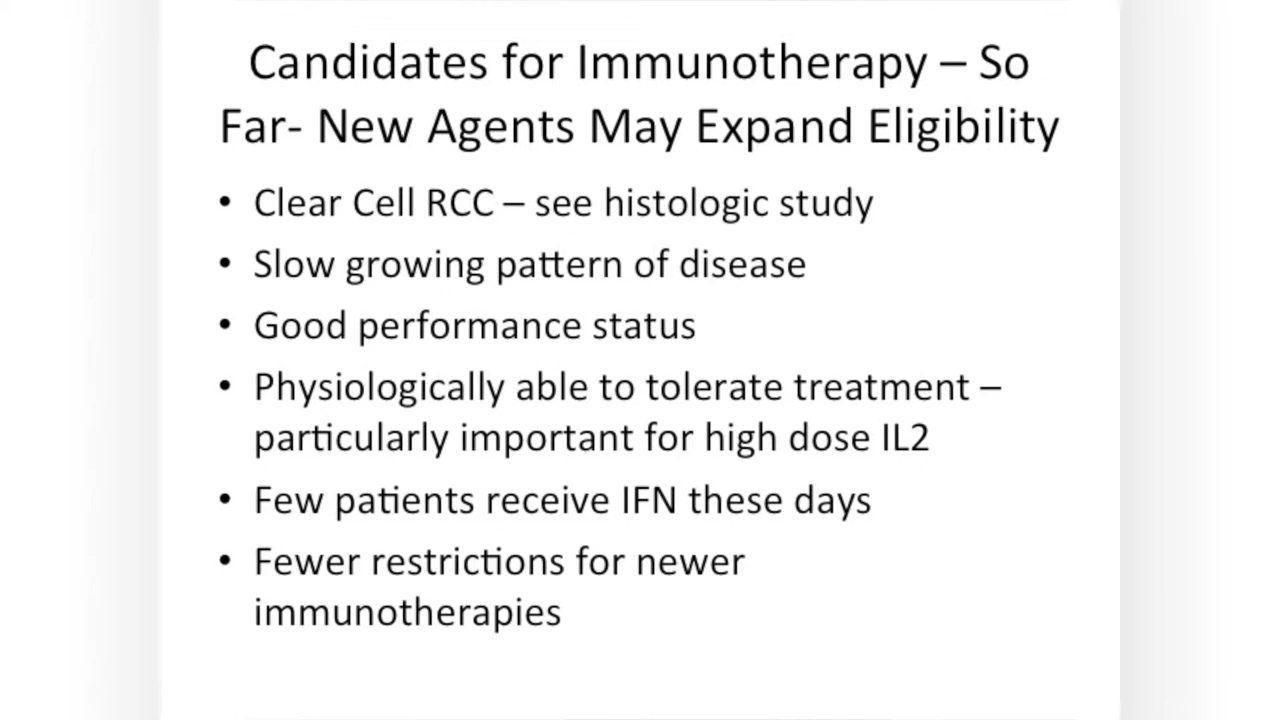 Candidates for Immunotherapy – So
Far- New Agents May Expand Eligibility
• Clear Cell RCC – see histologic study
• Slow growing pattern of disease
• Good performance status
• Physiologically able to tolerate treatment –
particularly important for high dose IL2
• Few patients receive IFN these days
• Fewer restrictions for newer
immunotherapies